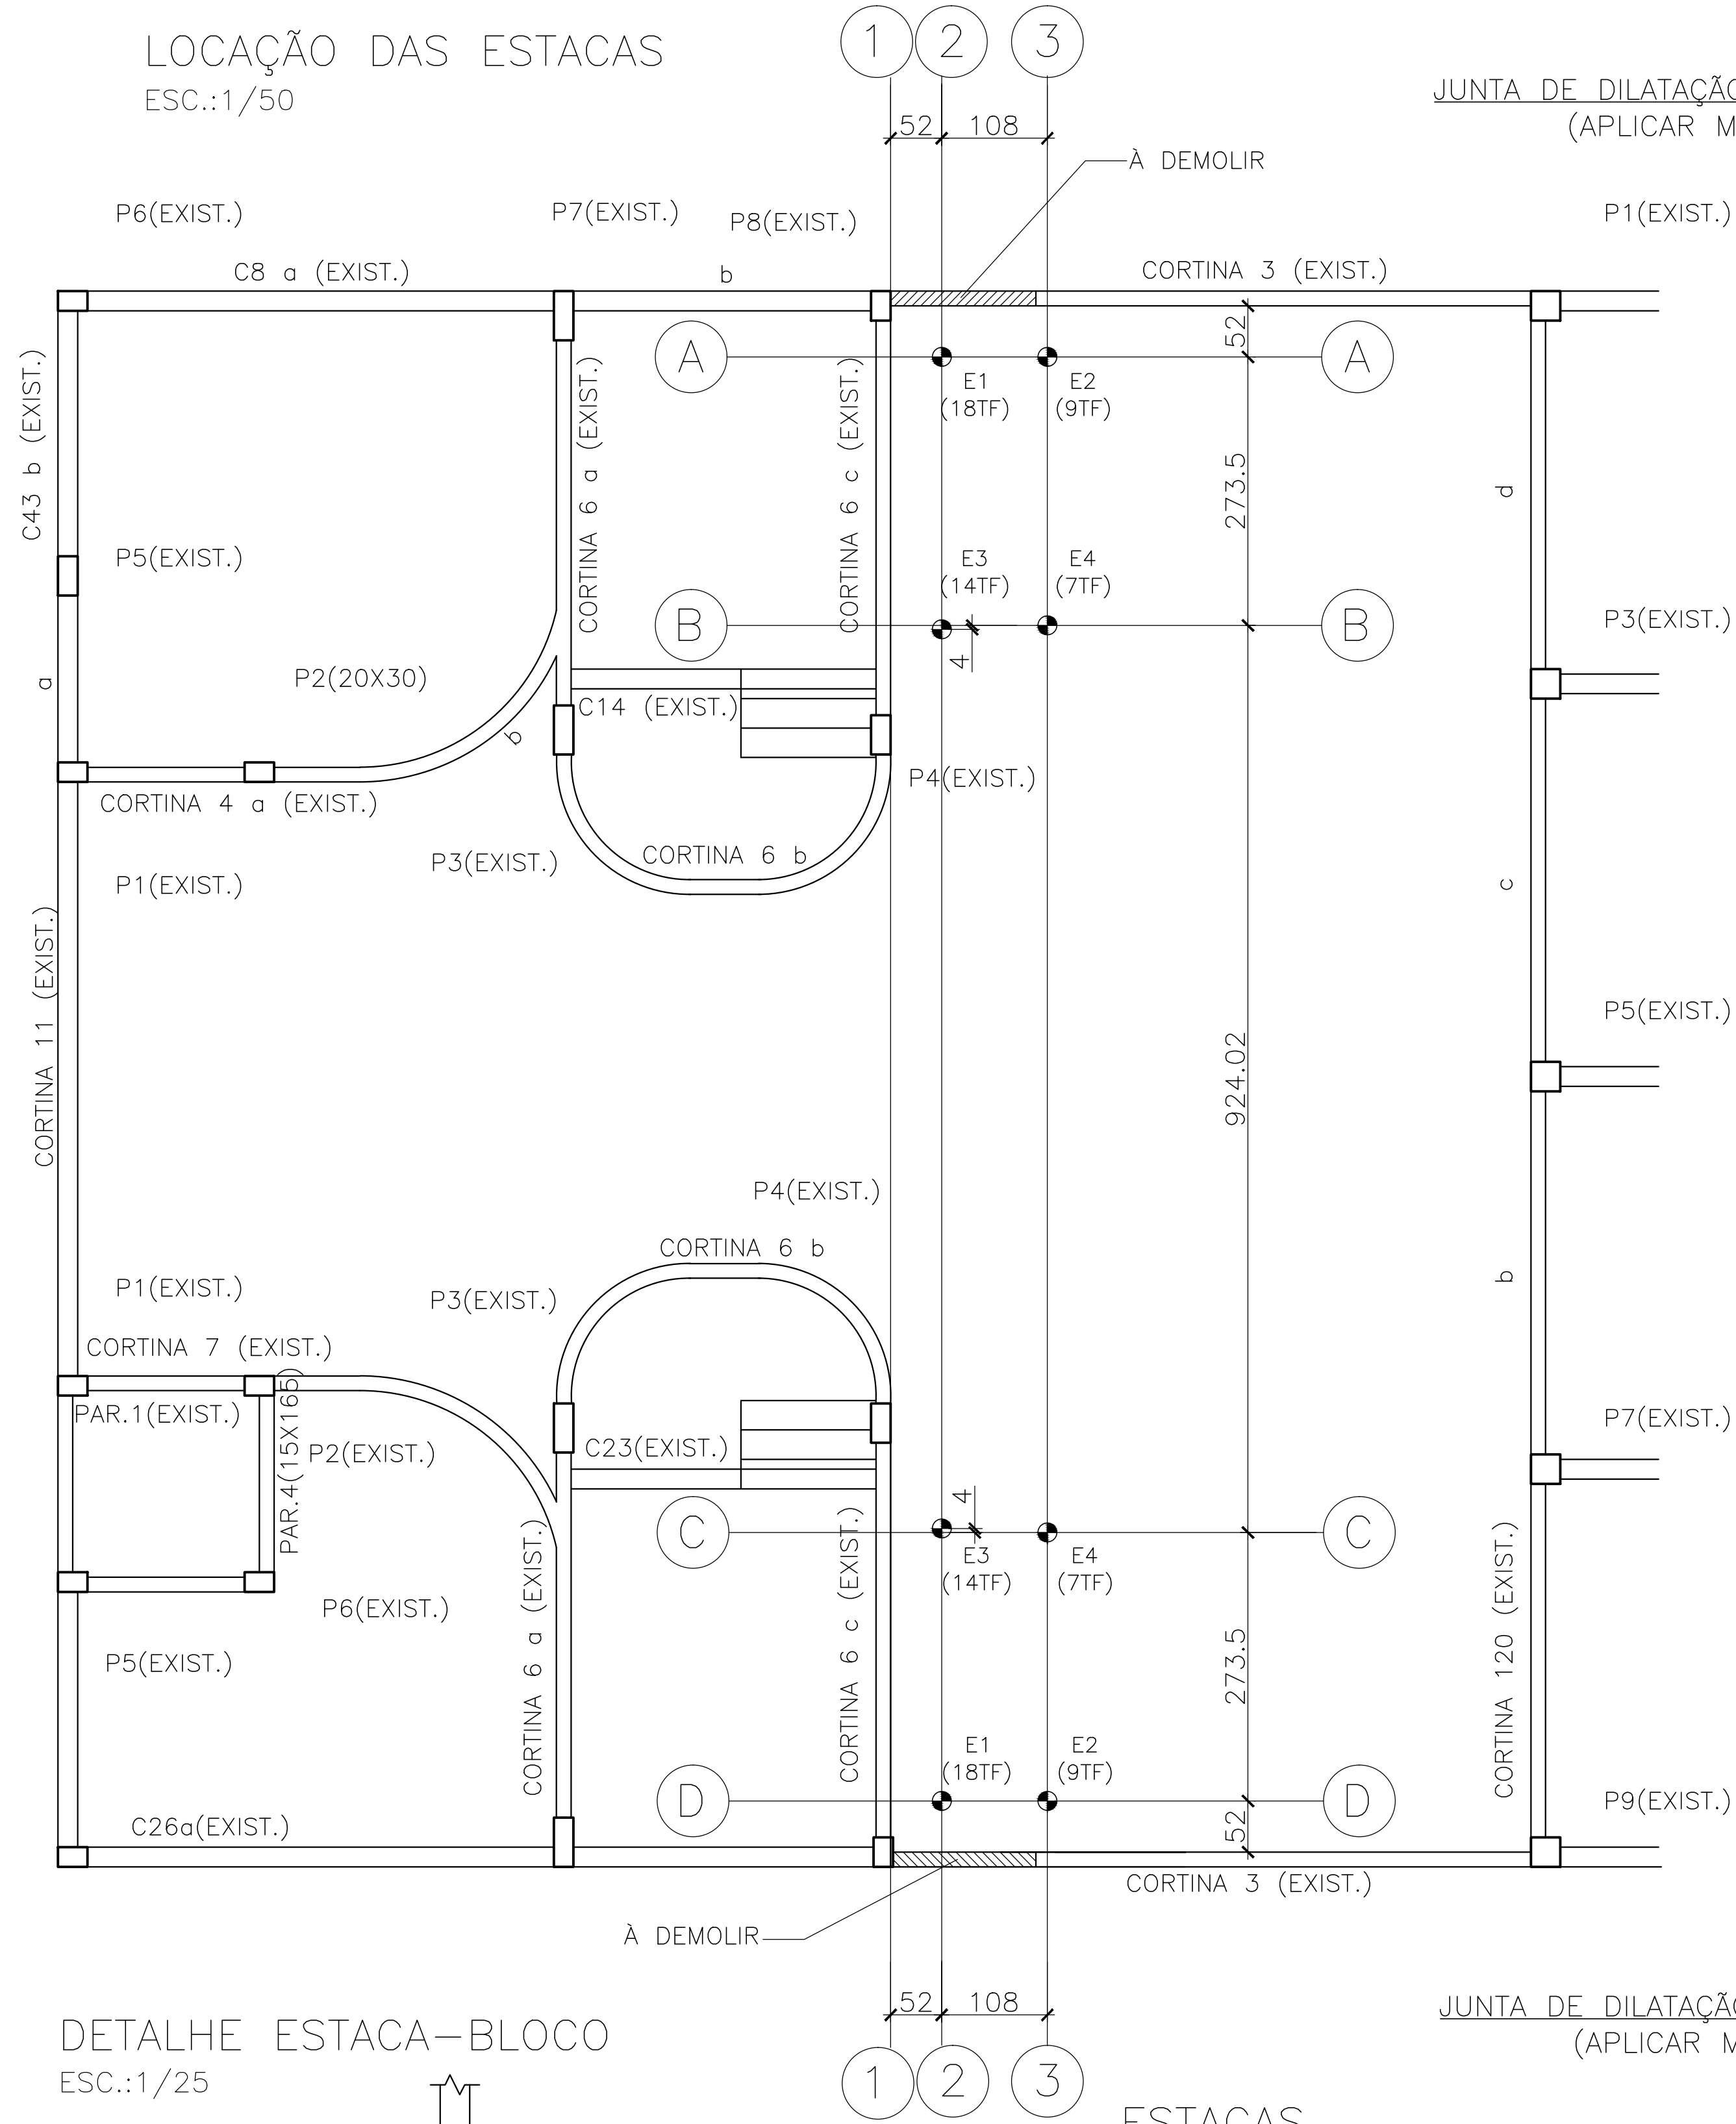 LOCAÇÃO DAS ESTACAS
ESC.:1/50
1
2
3
52
108
À DEMOLIR
JUNTA DE DILATAÇÃO
(APLICAR M
P6(EXIST.)
P7(EXIST.)
P8(EXIST.)
P1(EXIST.)
C8 a (EXIST.)
b
CORTINA 3 (EXIST.)
C43 b (EXIST.)
A
A
52
E1
(18TF)
E2
(9TF)
CORTINA 6 a (EXIST.)
CORTINA 6 c (EXIST.)
273.5
d
P5(EXIST.)
E3
(14TF)
E4
(7TF)
B
B
P3(EXIST.)
4
a
P2(20X30)
b
C14 (EXIST.)
P4(EXIST.)
CORTINA 4 a (EXIST.)
P3(EXIST.)
CORTINA 6 b
P1(EXIST.)
c
CORTINA 11 (EXIST.)
P5(EXIST.)
924.02
P4(EXIST.)
CORTINA 6 b
b
P1(EXIST.)
P3(EXIST.)
CORTINA 7 (EXIST.)
PAR.1(EXIST.)
PAR.4(15X165)
P2(EXIST.)
C23(EXIST.)
P7(EXIST.)
4
C
C
E3
(14TF)
E4
(7TF)
CORTINA 6 a (EXIST.)
CORTINA 6 c (EXIST.)
CORTINA 120 (EXIST.)
P6(EXIST.)
P5(EXIST.)
273.5
E1
(18TF)
E2
(9TF)
D
D
P9(EXIST.)
C26a(EXIST.)
52
CORTINA 3 (EXIST.)
À DEMOLIR
52
108
JUNTA DE DILATAÇÃO
(APLICAR M
DETALHE ESTACA-BLOCO
ESC.:1/25
1
2
3
ESTACAS